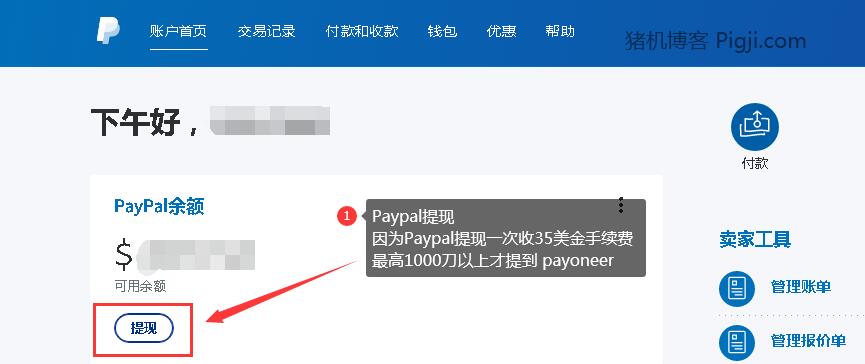 账户首页 交易记录 付款和收款 钱包 优惠 帮助
猪机博客 Pigji.com
下午好，
付款
PayPal余额
$
可用余额
提现
1
Paypal提现
因为Paypal提现一次收35美金手续费
最高1000刀以上才提到 payoneer
卖家工具
管理账单
管理报价单